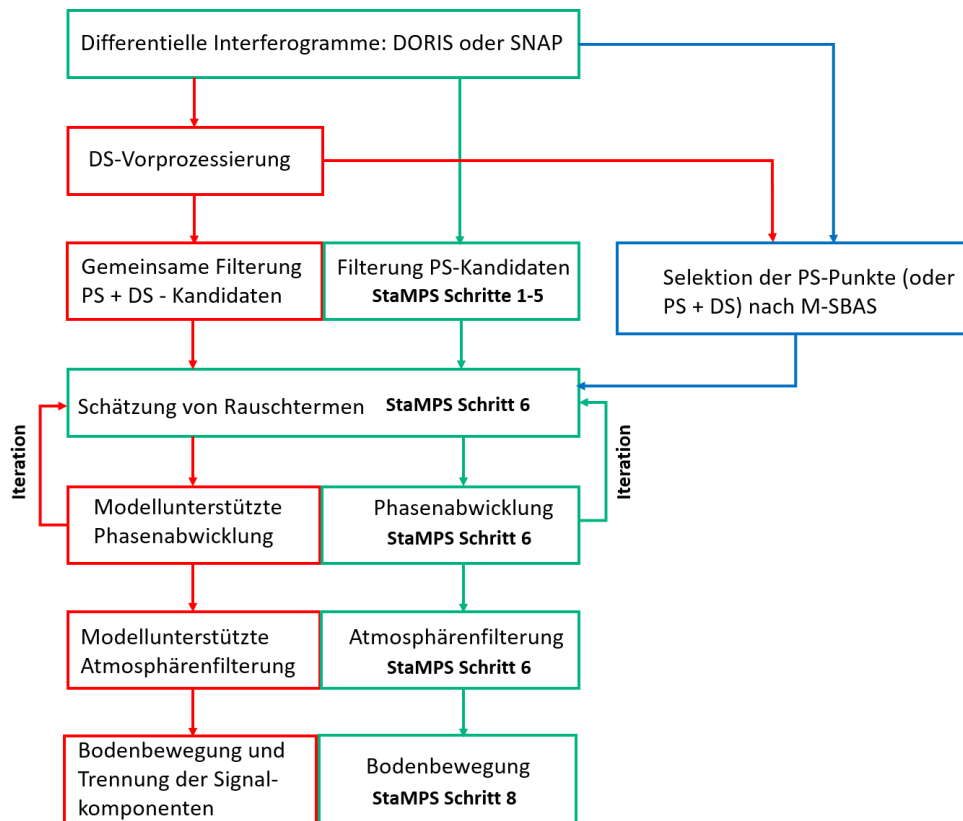 Differentielle Interferogramme: DORIS oder SNAP
DS-Vorprozessierung
Gemeinsame Filterung
PS + DS - Kandidaten
Filterung PS-Kandidaten
StaMPS Schritte 1-5
Selektion der PS-Punkte (oder
PS + DS) nach M-SBAS
Schätzung von Rauschtermen StaMPS Schritt 6
Iteration
Iteration
Modellunterstützte
Phasenabwicklung
Phasenabwicklung
StaMPS Schritt 6
Modellunterstützte
Atmosphärenfilterung
Atmosphärenfilterung
StaMPS Schritt 6
Bodenbewegung und
Trennung der Signal-
komponenten
Bodenbewegung
StaMPS Schritt 8